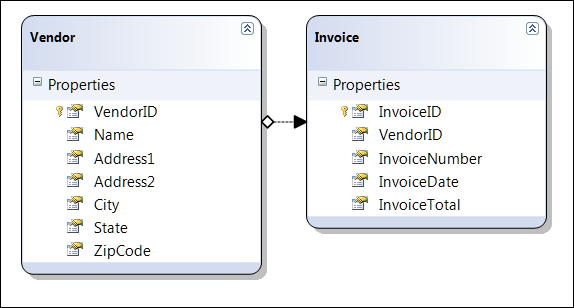 Vendor
Properties
VendorID
Name
Address1
Address2
City
State
ZipCode
Invoice
Properties
InvoiceID
VendorID
InvoiceNumber
InvoiceDate
InvoiceTotal